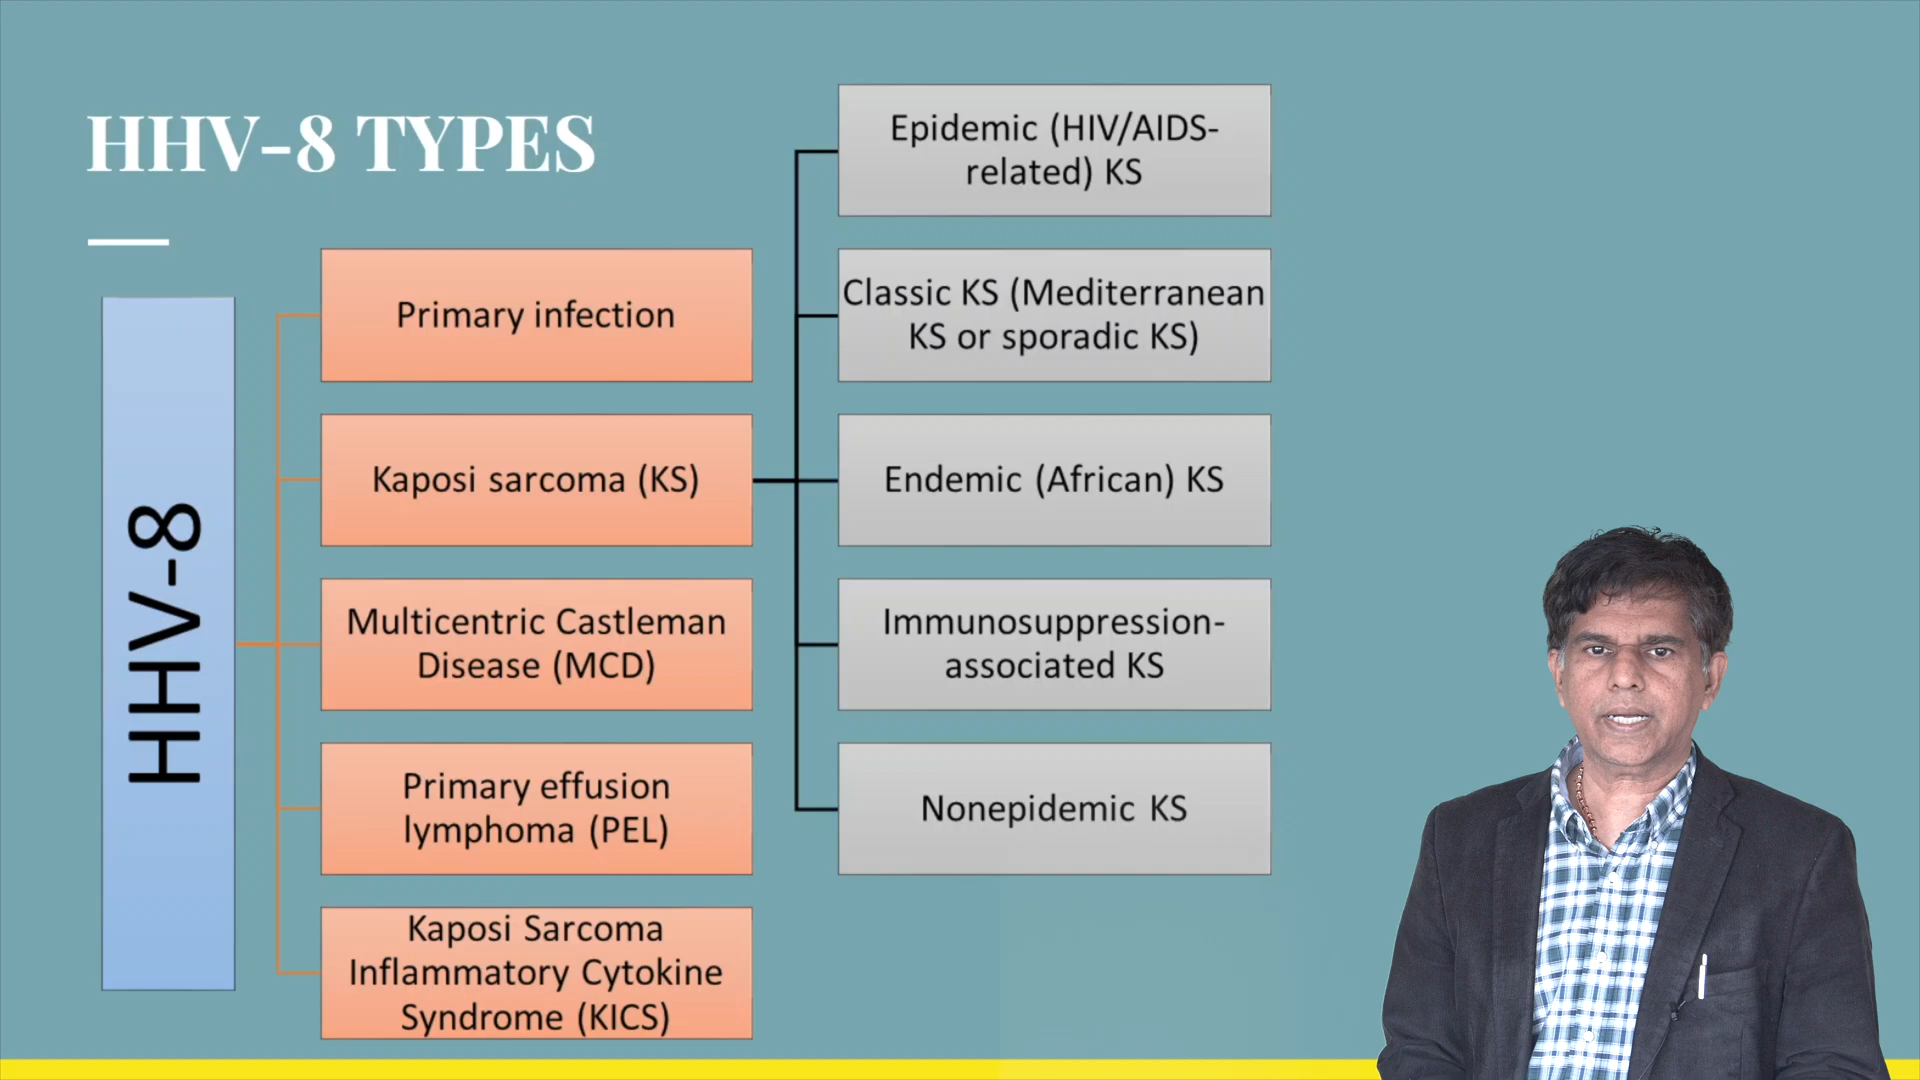 HHV-8 TYPES
HHV-8
Primary infection
Kaposi sarcoma (KS)
Multicentric Castleman
Disease (MCD)
Primary effusion
lymphoma (PEL)
Kaposi Sarcoma
Inflammatory Cytokine
Syndrome (KICS)
Epidemic (HIV/AIDS-
related) KS
Classic KS (Mediterranean
KS or sporadic KS)
Endemic (African) KS
Immunosuppression-
associated KS
Nonepidemic KS